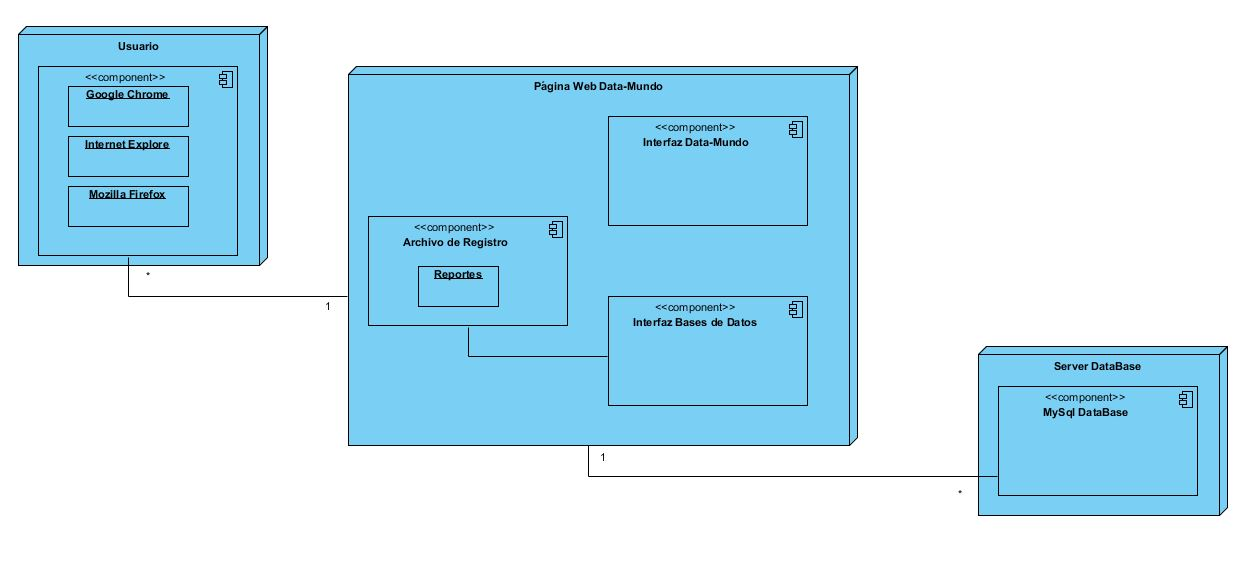 Usuario
<<component>>
Google Chrome
Internet Explore
Mozilla Firefox
*
1
Página Web Data-Mundo
<<component>>
Interfaz Data-Mundo
<<component>>
Archivo de Registro
Reportes
<<component>>
Interfaz Bases de Datos
1
*
Server DataBase
<<component>>
MySql DataBase